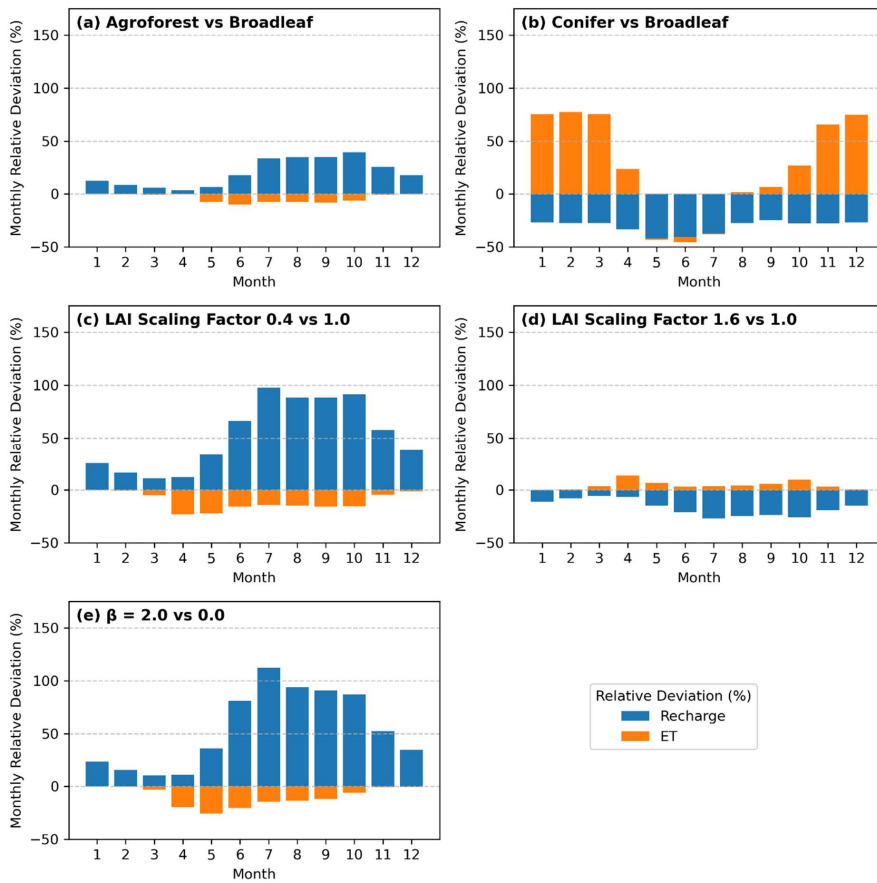 (a) Agroforest vs Broadleaf
Monthly Relative Deviation (%)
150
100
50
0
−50
1 2 3 4 5 6 7 8 9 10 11 12
Month
(b) Conifer vs Broadleaf
Monthly Relative Deviation (%)
150
100
50
0
−50
1 2 3 4 5 6 7 8 9 10 11 12
Month
(c) LAI Scaling Factor 0.4 vs 1.0
Monthly Relative Deviation (%)
150
100
50
0
−50
1 2 3 4 5 6 7 8 9 10 11 12
Month
(d) LAI Scaling Factor 1.6 vs 1.0
Monthly Relative Deviation (%)
150
100
50
0
−50
1 2 3 4 5 6 7 8 9 10 11 12
Month
(e) β = 2.0 vs 0.0
Monthly Relative Deviation (%)
150
100
50
0
−50
1 2 3 4 5 6 7 8 9 10 11 12
Month
Relative Deviation (%)
Recharge
ET